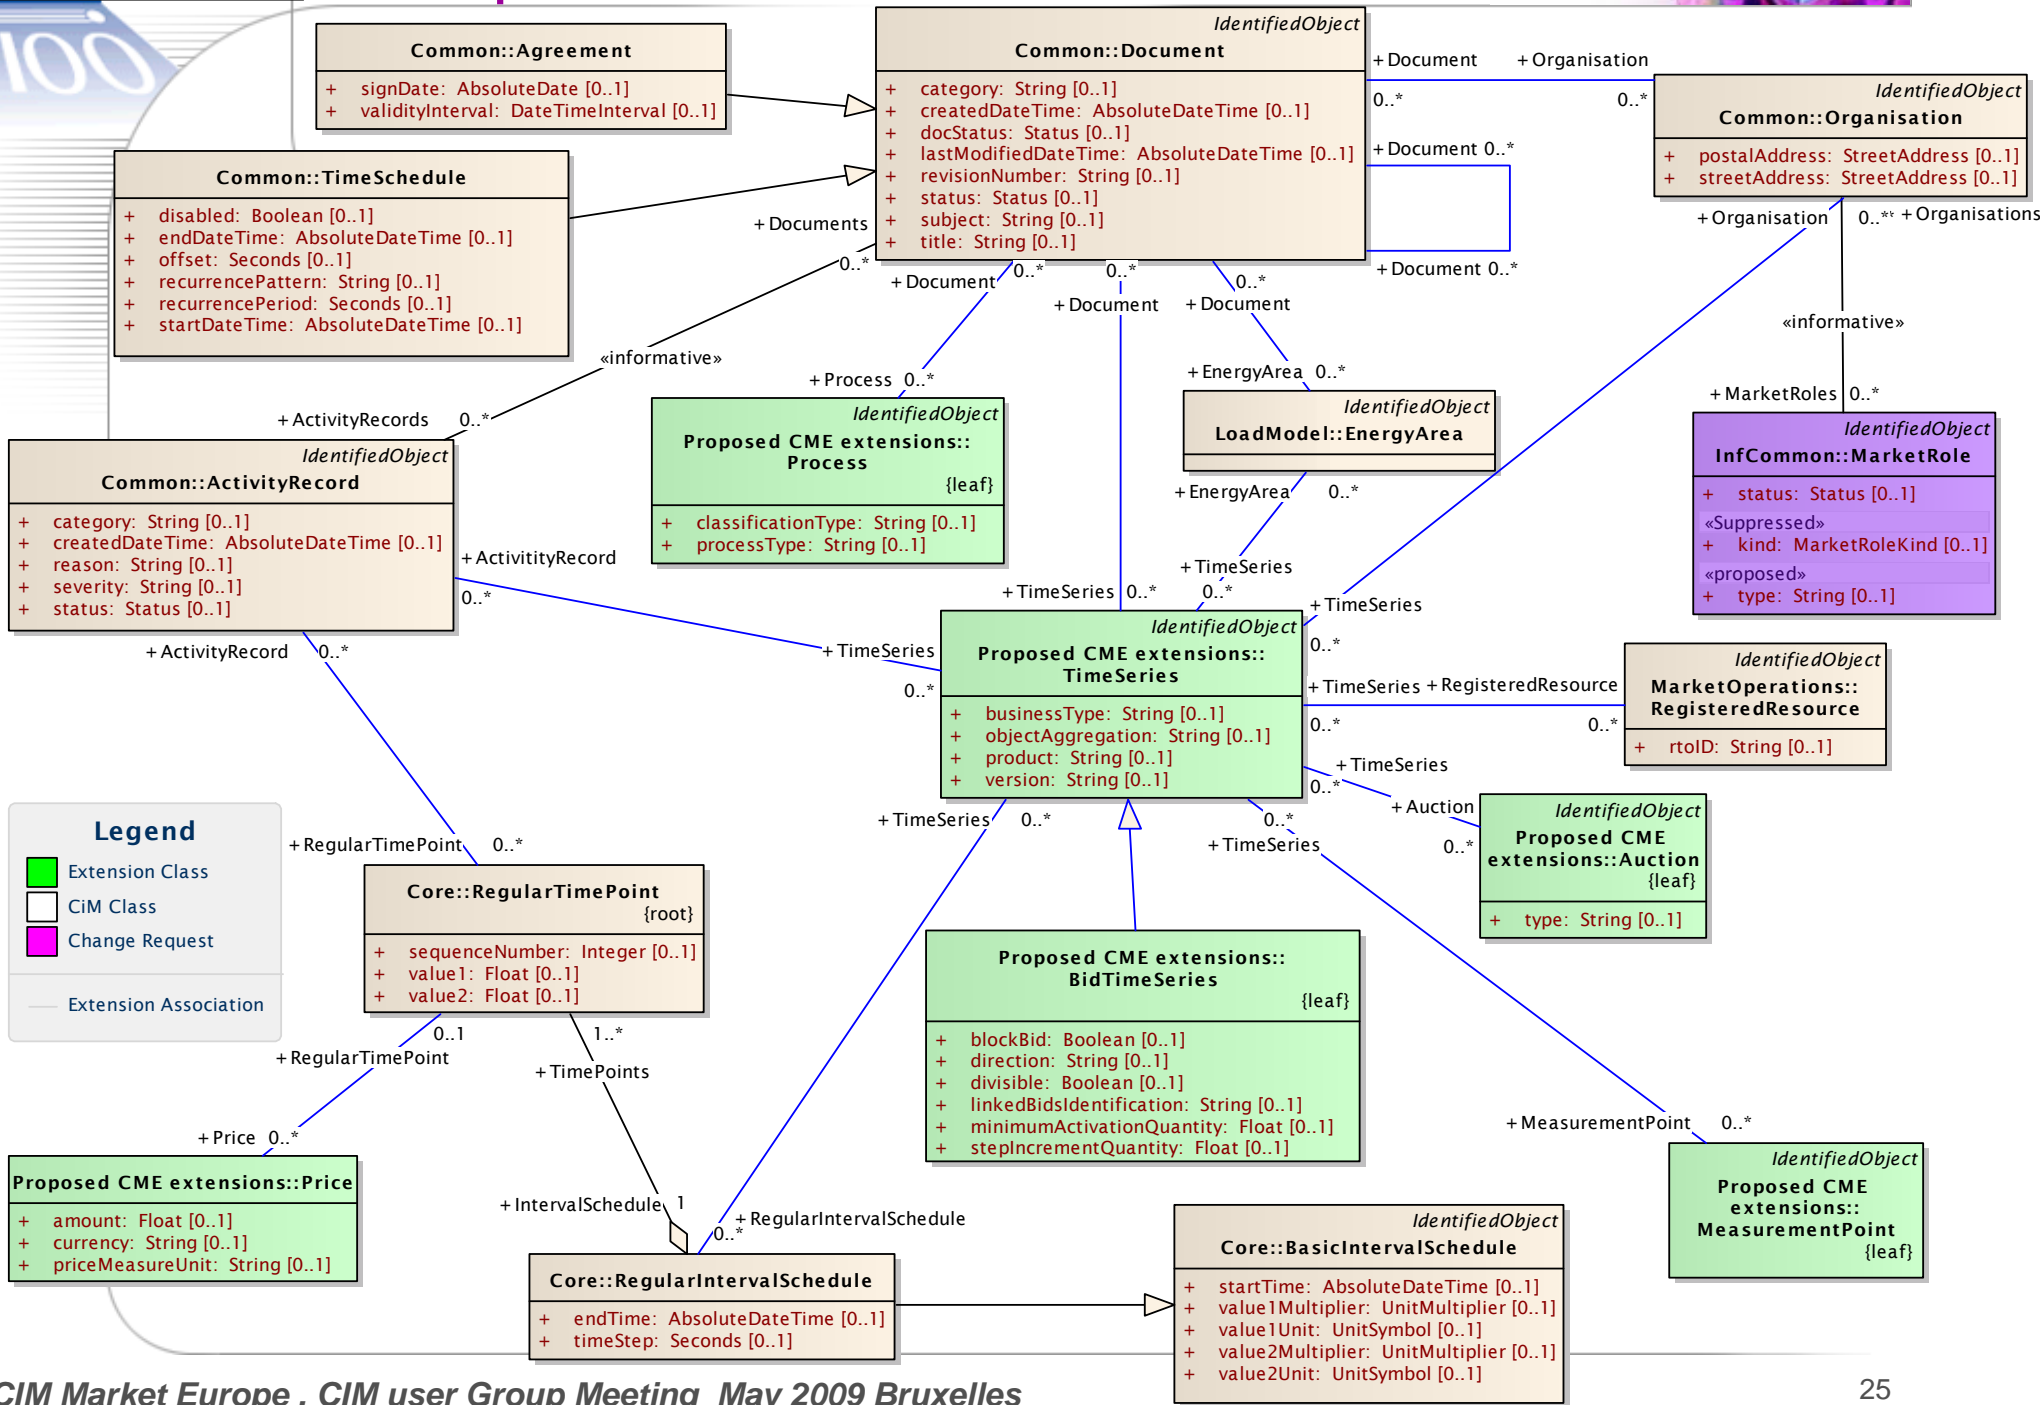 IdentifiedObject
Common::Agreement
+ signDate: AbsoluteDate [0..1]
+ validityInterval: DateTimeInterval [0..1]
Common::Document
+ category: String [0..1]
+ createdDateTime: AbsoluteDateTime [0..1]
+ docStatus: Status [0..1]
+ lastModifiedDateTime: AbsoluteDateTime [0..1]
+ revisionNumber: String [0..1]
+ status: Status [0..1]
+ subject: String [0..1]
+ title: String [0..1]
+ Document
+ Organisation
0..*
0..*
IdentifiedObject
Common::Organisation
+ postalAddress: StreetAddress [0..1]
+ streetAddress: StreetAddress [0..1]
+ Document 0..*
+ Document 0..*
Common::TimeSchedule
+ disabled: Boolean [0..1]
+ endDateTime: AbsoluteDateTime [0..1]
+ offset: Seconds [0..1]
+ recurrencePattern: String [0..1]
+ recurrencePeriod: Seconds [0..1]
+ startDateTime: AbsoluteDateTime [0..1]
+ Documents
0..*
+ Document
0..*
+ Document
0..*
+ Document
0..*
+ Organisation
0..** + Organisations
«informative»
«informative»
+ Process 0..*
+ EnergyArea 0..*
+ MarketRoles 0..*
+ ActivityRecords 0..*
IdentifiedObject
Proposed CME extensions::
Process
{leaf}
+ classificationType: String [0..1]
+ processType: String [0..1]
IdentifiedObject
LoadModel::EnergyArea
+ EnergyArea 0..*
IdentifiedObject
InfCommon::MarketRole
+ status: Status [0..1]
«Suppressed»
+ kind: MarketRoleKind [0..1]
«proposed»
+ type: String [0..1]
IdentifiedObject
Common::ActivityRecord
+ category: String [0..1]
+ createdDateTime: AbsoluteDateTime [0..1]
+ reason: String [0..1]
+ severity: String [0..1]
+ status: Status [0..1]
+ ActivitityRecord
0..*
+ TimeSeries
0..*
+ TimeSeries 0..*
+ TimeSeries
0..*
+ TimeSeries
0..*
+ ActivityRecord 0..*
IdentifiedObject
Proposed CME extensions::
TimeSeries
+ businessType: String [0..1]
+ objectAggregation: String [0..1]
+ product: String [0..1]
+ version: String [0..1]
+ TimeSeries + RegisteredResource
0..*
0..*
IdentifiedObject
MarketOperations::
RegisteredResource
+ rtoID: String [0..1]
+ TimeSeries
0..*
+ Auction
0..*
IdentifiedObject
Proposed CME
extensions::Auction
{leaf}
+ type: String [0..1]
Legend
Extension Class
CiM Class
Change Request
Extension Association
+ RegularTimePoint 0..*
+ TimeSeries 0..*
0..*
+ TimeSeries
Core::RegularTimePoint
{root}
+ sequenceNumber: Integer [0..1]
+ value1: Float [0..1]
+ value2: Float [0..1]
0..1
+ RegularTimePoint
1..*
+ TimePoints
Proposed CME extensions::
BidTimeSeries
{leaf}
+ blockBid: Boolean [0..1]
+ direction: String [0..1]
+ divisible: Boolean [0..1]
+ linkedBidsIdentification: String [0..1]
+ minimumActivationQuantity: Float [0..1]
+ stepIncrementQuantity: Float [0..1]
+ Price 0..*
Proposed CME extensions::Price
+ amount: Float [0..1]
+ currency: String [0..1]
+ priceMeasureUnit: String [0..1]
+ IntervalSchedule 1
+ RegularIntervalSchedule
0..*
Core::RegularIntervalSchedule
+ endTime: AbsoluteDateTime [0..1]
+ timeStep: Seconds [0..1]
IdentifiedObject
Core::BasicIntervalSchedule
+ startTime: AbsoluteDateTime [0..1]
+ value1Multiplier: UnitMultiplier [0..1]
+ value1Unit: UnitSymbol [0..1]
+ value2Multiplier: UnitMultiplier [0..1]
+ value2Unit: UnitSymbol [0..1]
+ MeasurementPoint 0..*
IdentifiedObject
Proposed CME
extensions::
MeasurementPoint
{leaf}
CIM Market Europe , CIM user Group Meeting May 2009 Bruxelles
25